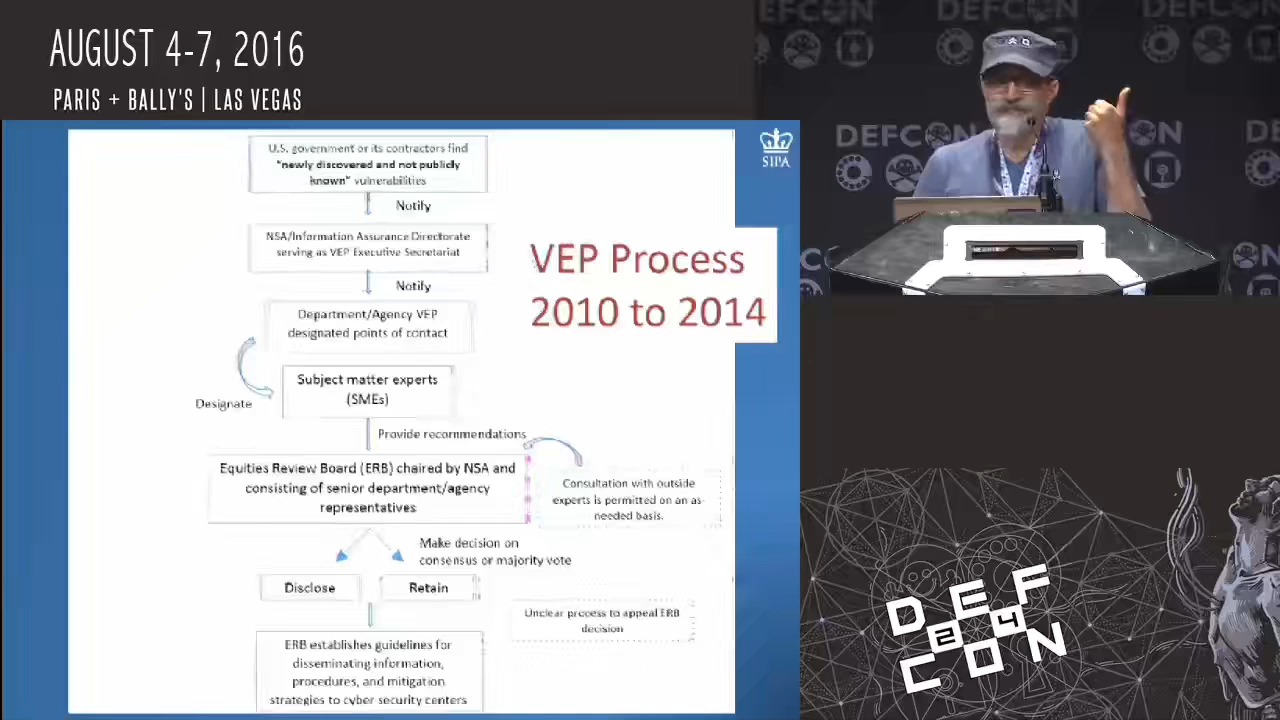 AUGUST 4-7, 2016
PARIS + BALLY'S | LAS VEGAS
DEFCON
DEFCON
DEFCON
DEFCON
SIPA
U.S. government or its contractors find
"newly discovered and not publicly
known" vulnerabilities
Notify
NSA/Information Assurance Directorate
serving as VEP Executive Secretariat
Notify
VEP Process
2010 to 2014
Department/Agency VEP
designated points of contact
Subject matter experts
(SMEs)
Designate
Provide recommendations
Equities Review Board (ERB) chaired by NSA and
consisting of senior department/agency
representatives
Consultation with outside
experts is permitted on an as-
needed basis.
Make decision on
consensus or majority vote
Disclose
Retain
Unclear process to appeal ERB
decision
ERB establishes guidelines for
disseminating information,
procedures, and mitigation
strategies to cyber security centers
DEF
24
CON